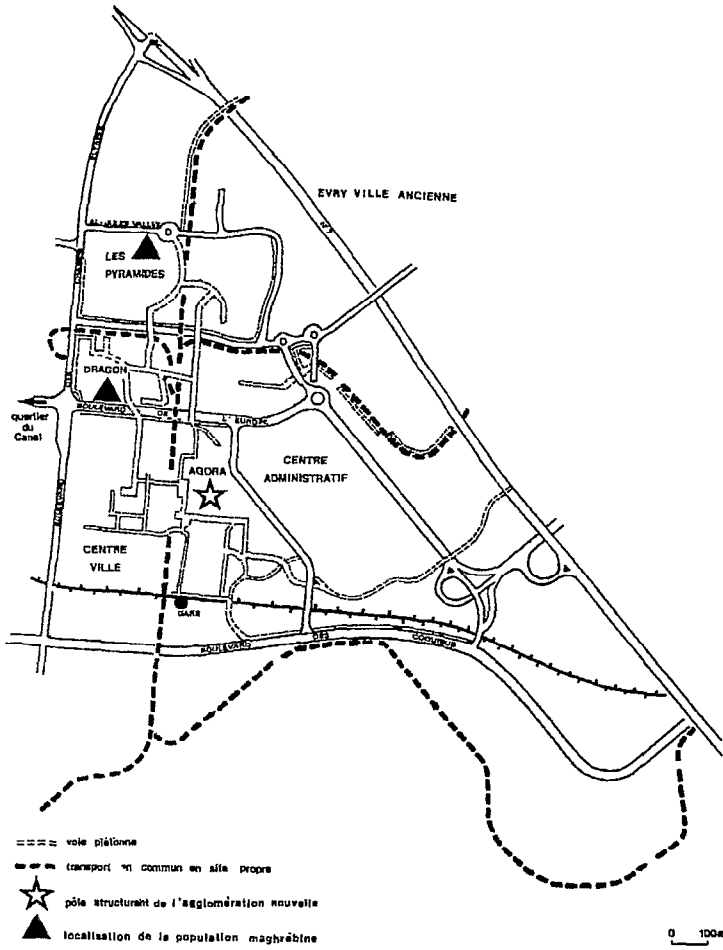 EVRY VILLE ANCIENNE
N7
LES
PYRAMIDES
DRAGON
quartier
du
Canal
BOULEVARD DE L'EUROPE
CENTRE
ADMINISTRATIF
AGORA
CENTRE
VILLE
GARE
BOULEVARD DES COQUIBUS
voie piétonne
transport en commun en site propre
pôle structurant de l'agglomération nouvelle
localisation de la population maghrébine